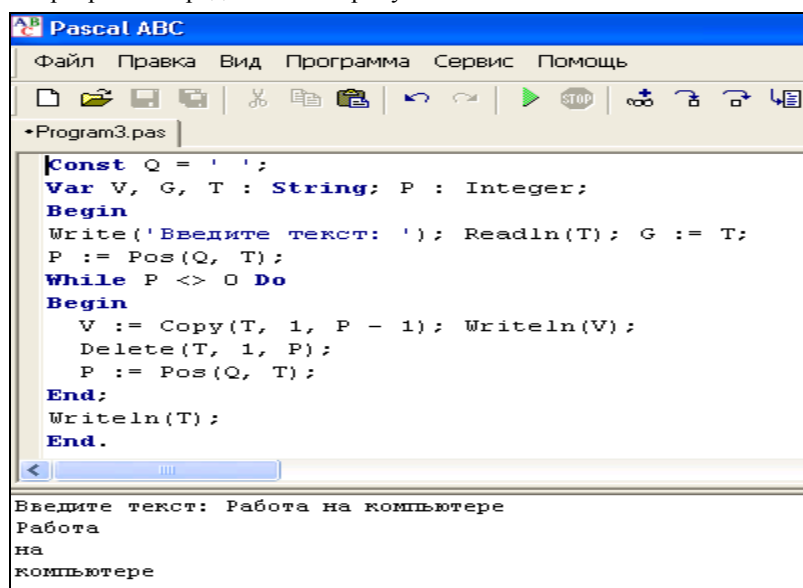 Pascal ABC
Файл Правка Вид Программа Сервис Помощь
STOP
•Program3.pas
Const Q = ' ';
Var V, G, T : String; P : Integer;
Begin
Write('Введите текст: '); Readln(T); G := T;
P := Pos(Q, T);
While P <> 0 Do
Begin
V := Copy(T, 1, P - 1); Writeln(V);
Delete(T, 1, P);
P := Pos(Q, T);
End;
Writeln(T);
End.
Введите текст: Работа на компьютере
Работа
на
компьютере